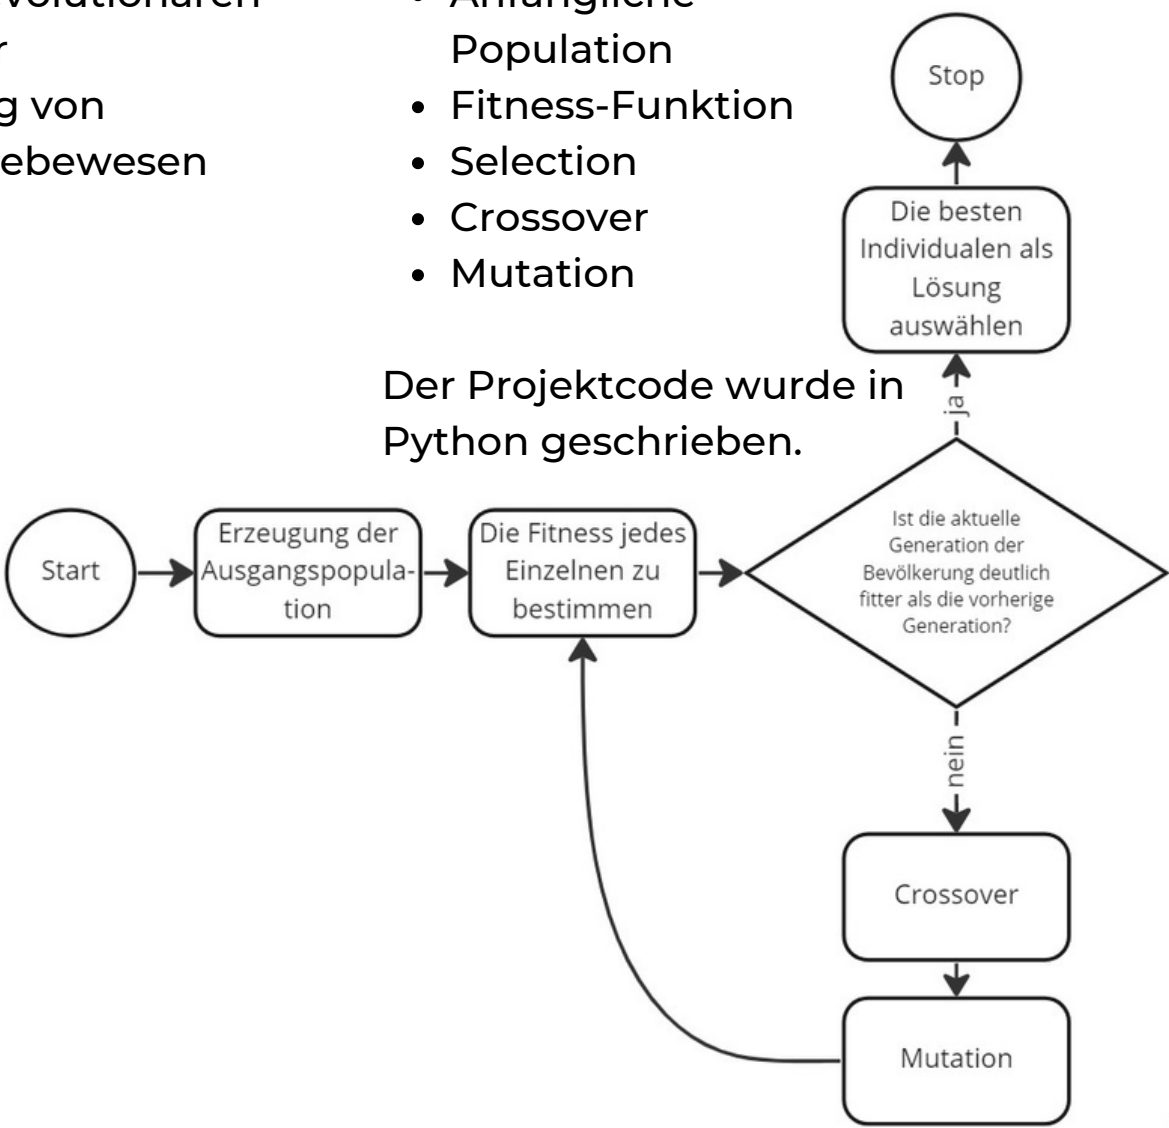 g von
• Anfängliche
Population
• Fitness-Funktion
• Selection
• Crossover
• Mutation
Der Projektcode wurde in
Python geschrieben.
Stop
Die besten
Individualen als
Lösung
auswählen
ja
Start
Erzeugung der
Ausgangspopula-
tion
Die Fitness jedes
Einzelnen zu
bestimmen
Ist die aktuelle
Generation der
Bevölkerung deutlich
fitter als die vorherige
Generation?
nein
Crossover
Mutation